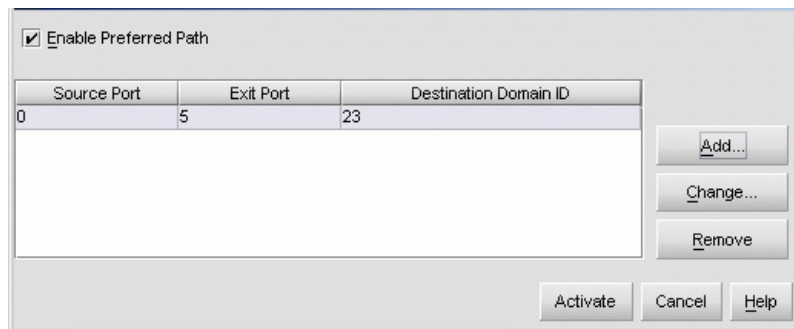 Enable Preferred Path
Source Port Exit Port Destination Domain ID
0 5 23
Add...
Change...
Remove
Activate Cancel Help